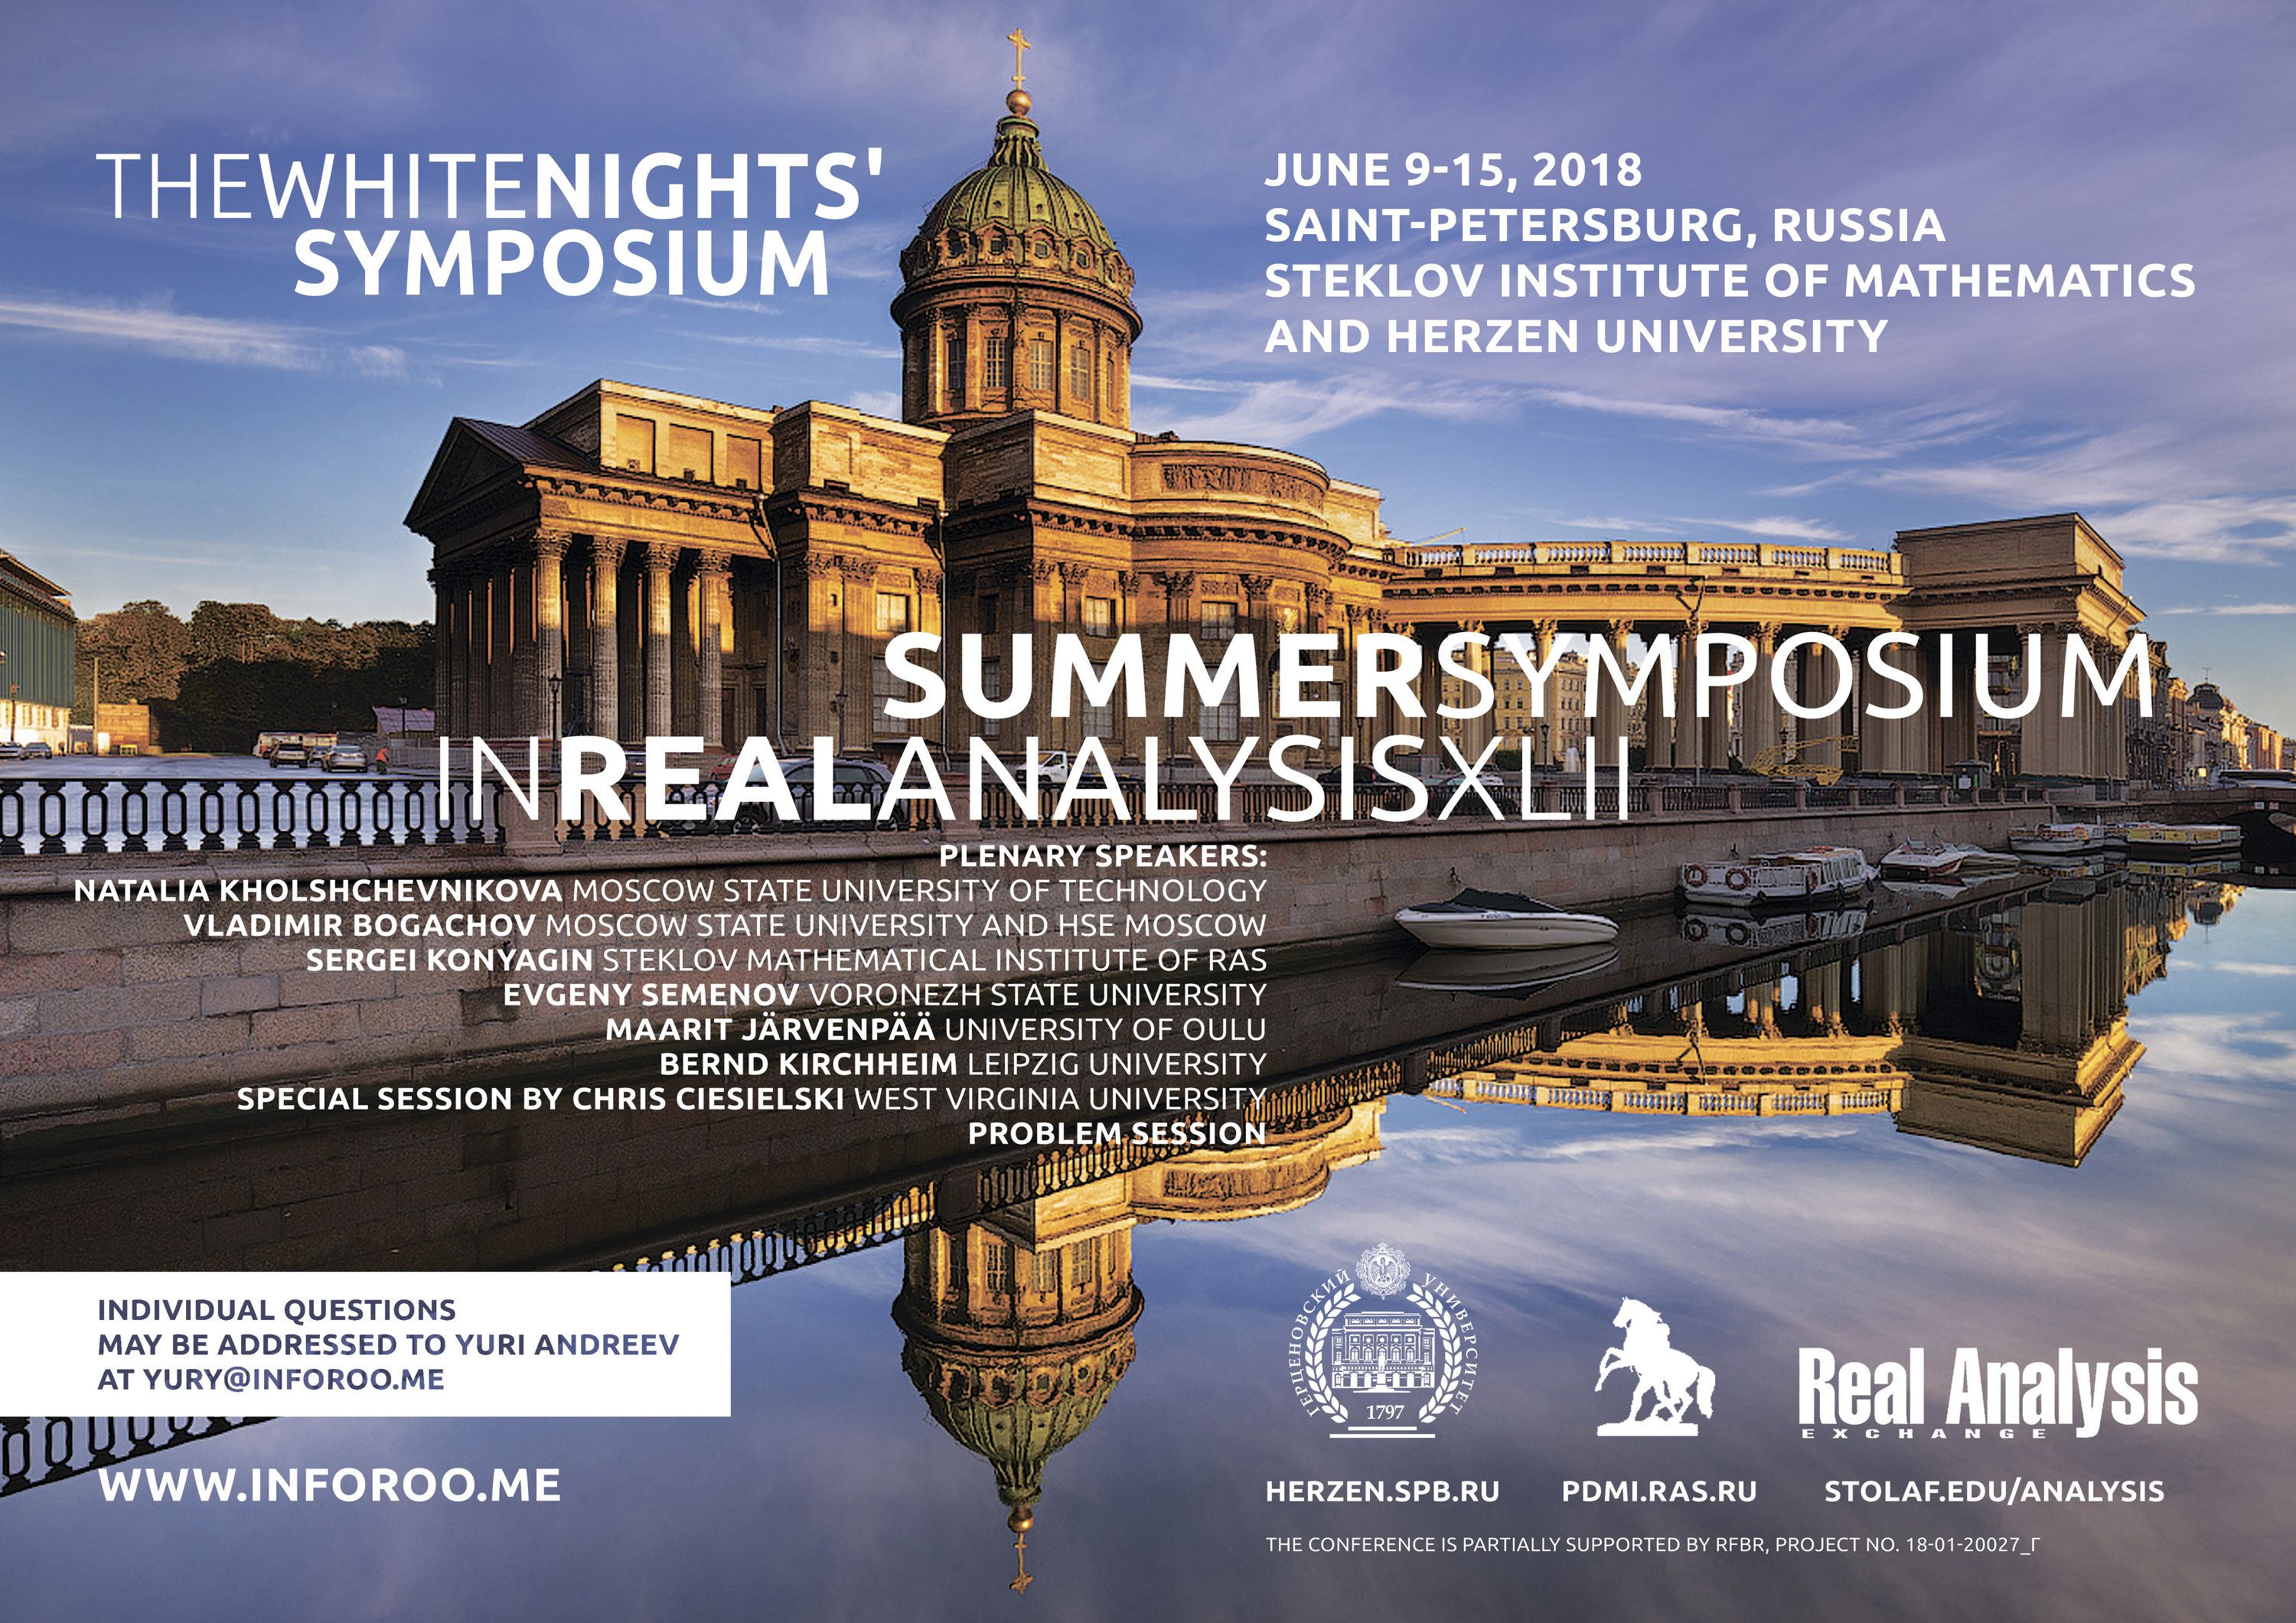 THEWHITENIGHTS'
SYMPOSIUM
JUNE 9-15, 2018
SAINT-PETERSBURG, RUSSIA
STEKLOV INSTITUTE OF MATHEMATICS
AND HERZEN UNIVERSITY
SUMMERSYMPOSIUM
INREALANALYSISXLII
PLENARY SPEAKERS:
NATALIA KHOLSHCHEVNIKOVA MOSCOW STATE UNIVERSITY OF TECHNOLOGY
VLADIMIR BOGACHOV MOSCOW STATE UNIVERSITY AND HSE MOSCOW
SERGEI KONYAGIN STEKLOV MATHEMATICAL INSTITUTE OF RAS
EVGENY SEMENOV VORONEZH STATE UNIVERSITY
MAARIT JÄRVENPÄÄ UNIVERSITY OF OULU
BERND KIRCHHEIM LEIPZIG UNIVERSITY
SPECIAL SESSION BY CHRIS CIESIELSKI WEST VIRGINIA UNIVERSITY
PROBLEM SESSION
INDIVIDUAL QUESTIONS
MAY BE ADDRESSED TO YURI ANDREEV
AT YURY@INFOROO.ME
WWW.INFOROO.ME
ГЕРЦЕНОВСКИЙ УНИВЕРСИТЕТ
1797
Real Analysis
EXCHANGE
HERZEN.SPB.RU
PDMI.RAS.RU
STOLAF.EDU/ANALYSIS
THE CONFERENCE IS PARTIALLY SUPPORTED BY RFBR, PROJECT NO. 18-01-20027_Г